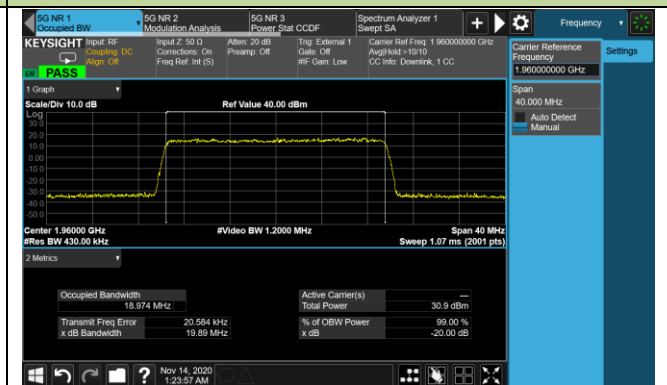 5G NR 1
Occupied BW
5G NR 2
Modulation Analysis
5G NR 3
Power Stat CCDF
Spectrum Analyzer 1
Swept SA
Frequency
KEYSIGHT
Input: RF
Coupling: DC
Align: Off
Input Z: 50 Ω
Corrections: On
Freq Ref: Int (S)
Atten: 20 dB
Preamp: Off
Trig: External 1
Gate: Off
#IF Gain: Low
Carrier Ref Freq: 1.960000000 GHz
Avg|Hold:>10/10
CC Info: Downlink, 1 CC
PASS
Carrier Reference
Frequency
1.960000000 GHz
Settings
Span
40.000 MHz
Auto Detect
Manual
1 Graph
Scale/Div 10.0 dB
Ref Value 40.00 dBm
Log
30.0
20.0
10.0
0.00
-10.0
-20.0
-30.0
-40.0
-50.0
Center 1.96000 GHz
#Video BW 1.2000 MHz
Span 40 MHz
#Res BW 430.00 kHz
Sweep 1.07 ms (2001 pts)
2 Metrics
Occupied Bandwidth
18.974 MHz
Active Carrier(s)
---
Total Power
30.9 dBm
Transmit Freq Error
20.584 kHz
% of OBW Power
99.00 %
x dB Bandwidth
19.89 MHz
x dB
-20.00 dB
Nov 14, 2020
1:23:57 AM